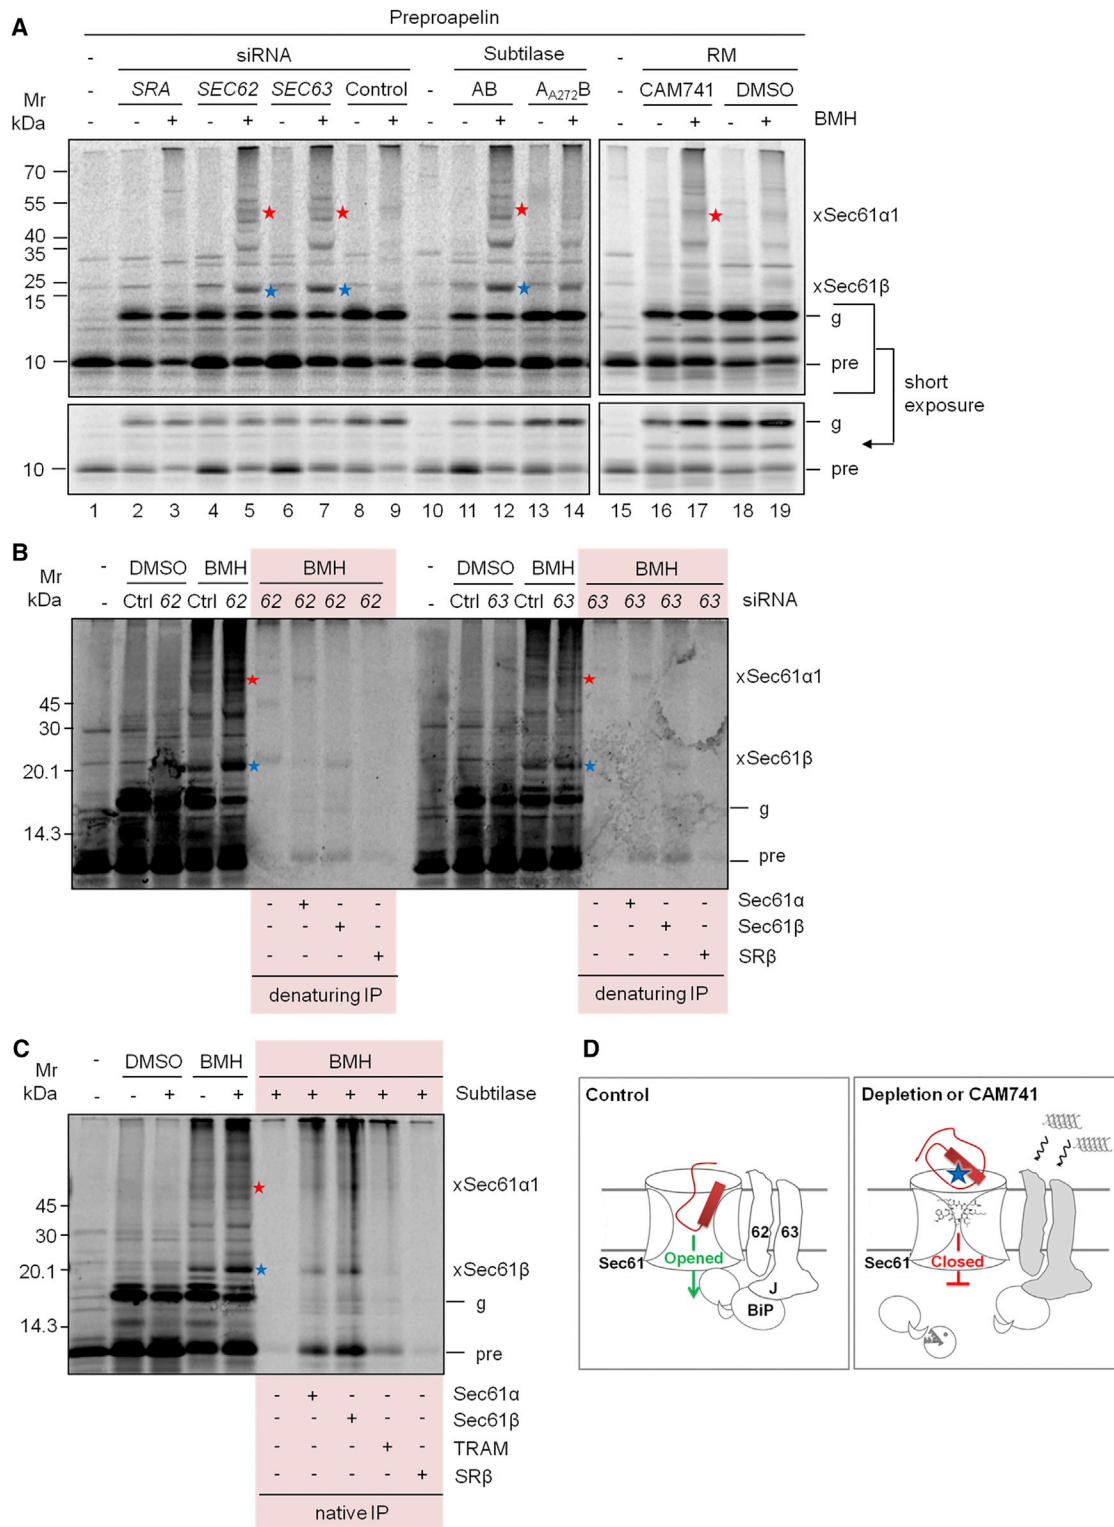 A
Preproapelin
- siRNA Subtilase - RM
- SRA SEC62 SEC63 Control - AB A_A272B - CAM741 DMSO
Mr
kDa
- - + - + - + - + - - + - + - - + - + BMH
70
55
40
35
25
15
10
xSec61α1
xSec61β
g
pre
short
exposure
10
g
pre
1 2 3 4 5 6 7 8 9 10 11 12 13 14 15 16 17 18 19
B
Mr
kDa
- DMSO BMH BMH - DMSO BMH BMH
- Ctrl 62 Ctrl 62 62 62 62 62 - Ctrl 63 Ctrl 63 63 63 63 63 siRNA
45
30
20.1
14.3
xSec61α1
xSec61β
g
pre
- + - - - + - - Sec61α
- - + - - - + - Sec61β
- - - + - - - + SRβ
denaturing IP denaturing IP
C
Mr
kDa
- DMSO BMH BMH
- - + - + + + + + + Subtilase
45
30
20.1
14.3
xSec61α1
xSec61β
g
pre
- + - - - Sec61α
- - + - - Sec61β
- - - + - TRAM
- - - - + SRβ
native IP
D
Control
62 63
Sec61 Opened
J
BiP
Depletion or CAM741
Sec61 Closed